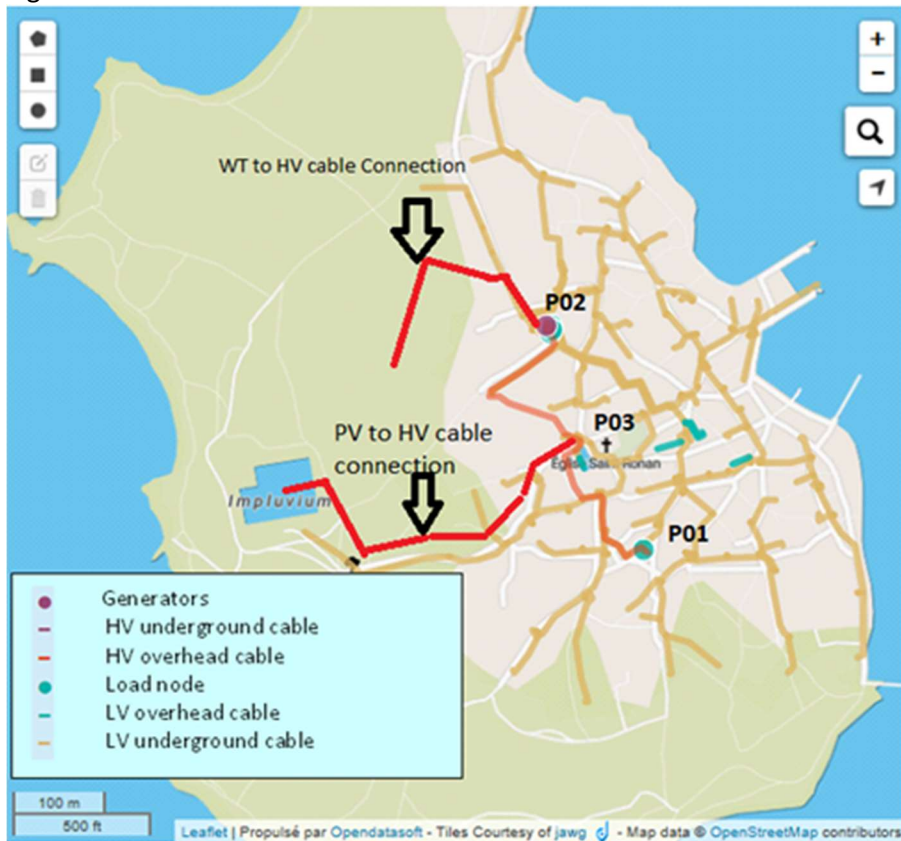 +
−
WT to HV cable Connection
P02
PV to HV cable
connection
P03
Impluvium
P01
Generators
HV underground cable
HV overhead cable
Load node
LV overhead cable
LV underground cable
100 m
500 ft
Leaflet | Propulsé par Opendatasoft - Tiles Courtesy of jawg - Map data © OpenStreetMap contributors